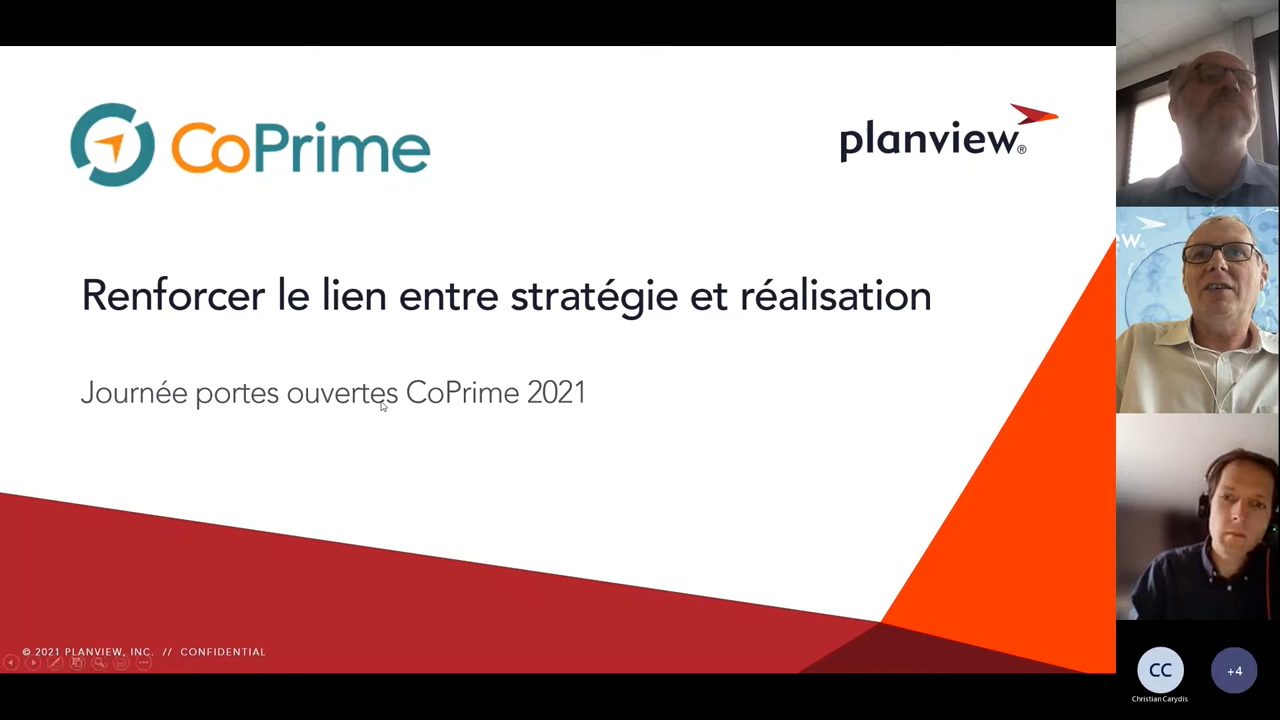 CoPrime
planview®
Renforcer le lien entre stratégie et réalisation
Journée portes ouvertes CoPrime 2021
© 2021 PLANVIEW, INC. // CONFIDENTIAL
ew
CC
+4
Christian Carydis